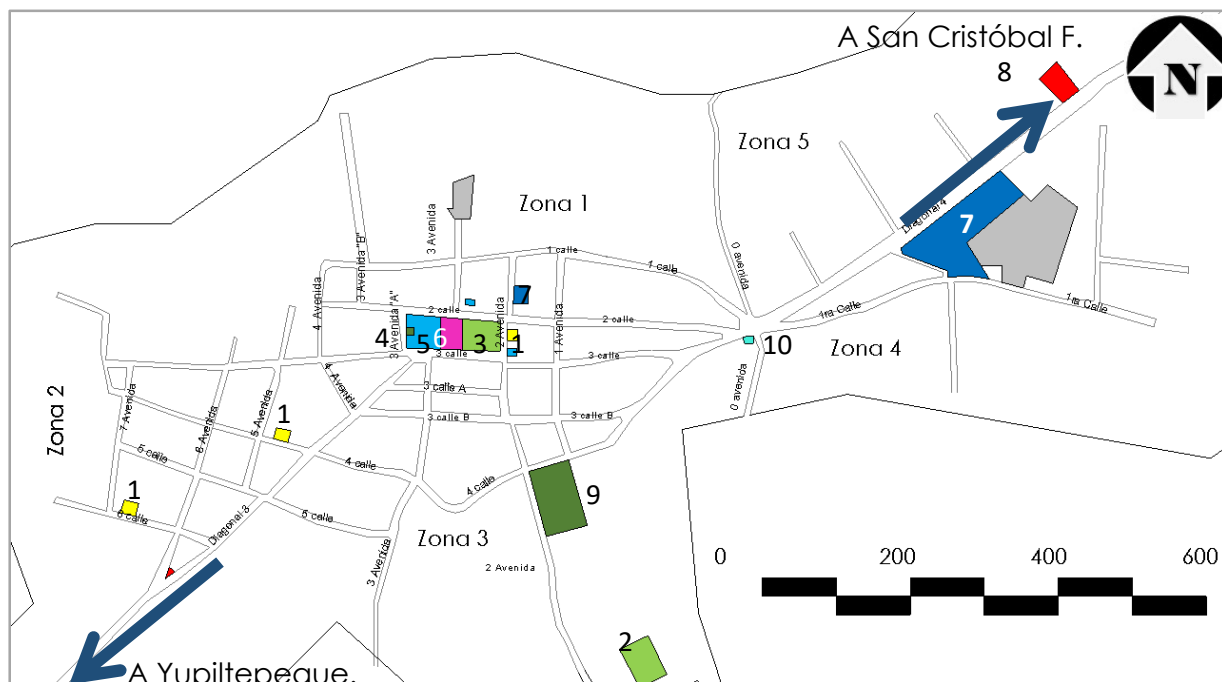 A San Cristóbal F.
8
N
Zona 5
Zona 1
Diagonal 4
7
3 Avenida
3 Avenida "B"
1 calle
1 calle
0 avenida
4 Avenida
3 Avenida "A"
2 calle
7
2 Avenida
2 calle
1 Avenida
1ra Calle
1ra Calle
4
5
6
3
1
10
Zona 4
3 calle
3 calle
Zona 2
7 Avenida
6 Avenida
5 Avenida
4 Avenida
3 calle A
3 calle B
3 calle B
0 avenida
1
5 calle
4 calle
4 calle
1
6 calle
Diagonal 3
5 calle
9
Zona 3
3 Avenida
2 Avenida
0 200 400 600
2
A Yupiltepeque.